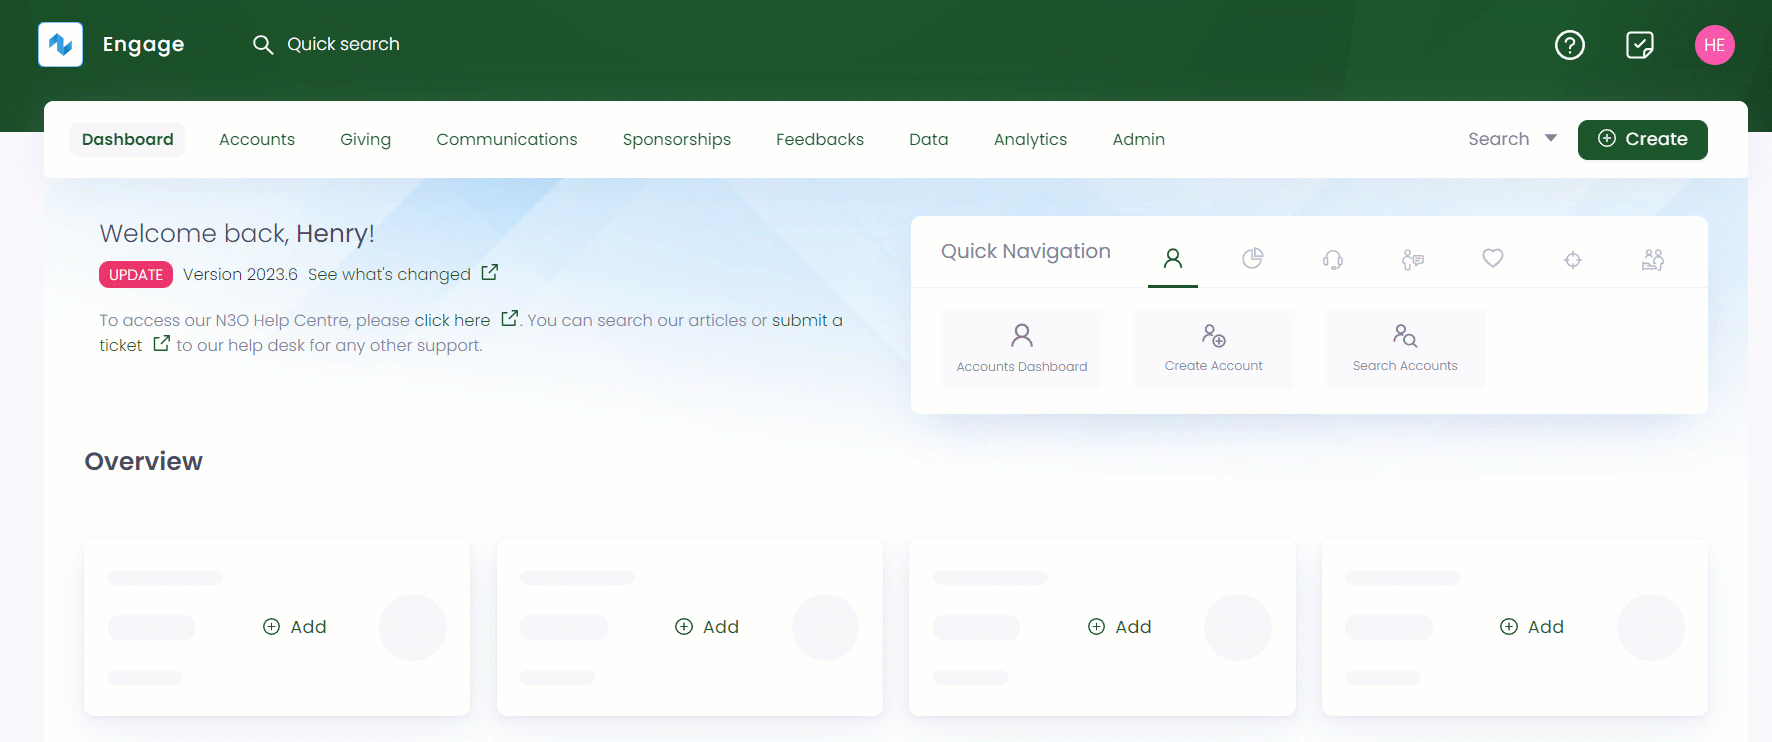 Engage
Quick search
HE
Dashboard Accounts Giving Communications Sponsorships Feedbacks Data Analytics Admin
Search
Create
Welcome back, Henry!
UPDATE Version 2023.6 See what's changed
To access our N3O Help Centre, please click here . You can search our articles or submit a
ticket to our help desk for any other support.
Quick Navigation
Accounts Dashboard
Create Account
Search Accounts
Overview
Add
Add
Add
Add